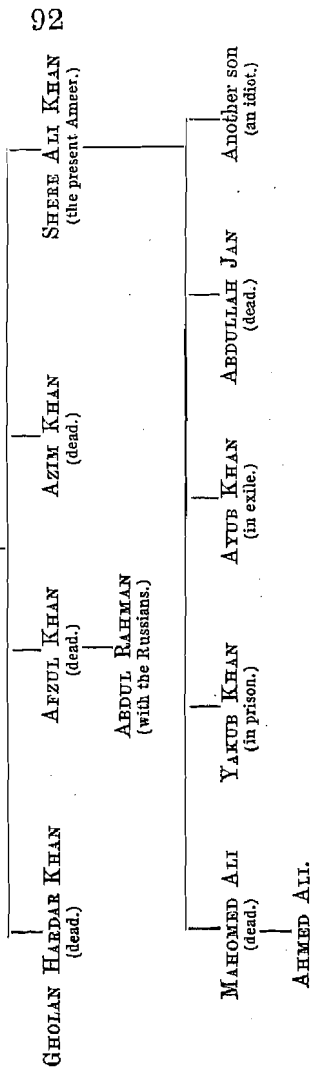 92
GHOLAN HARDAR KHAN
(dead.)
AFZUL KHAN
(dead.)
AZIM KHAN
(dead.)
SHERE ALI KHAN
(the present Ameer.)
ABDUL RAHMAN
(with the Russians.)
MAHOMED ALI
(dead.)
YAKUB KHAN
(in prison.)
AYUB KHAN
(in exile.)
ABDULLAH JAN
(dead.)
Another son
(an idiot.)
AHMED ALI.